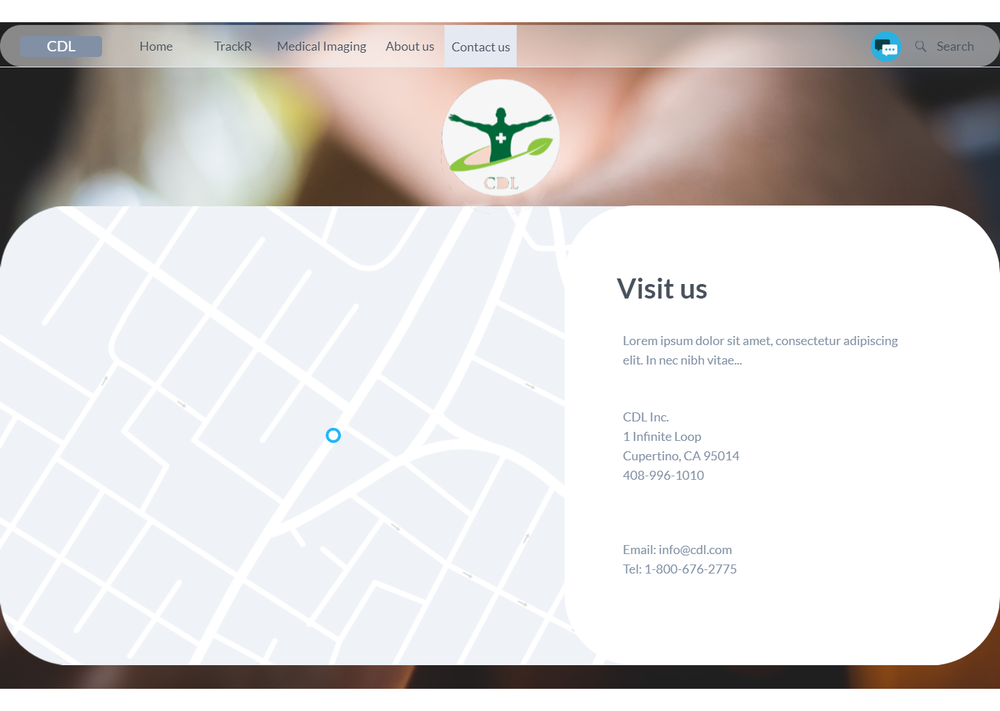 CDL
Home
TrackR
Medical Imaging
About us
Contact us
Search
CDL
Visit us
Lorem ipsum dolor sit amet, consectetur adipiscing
elit. In nec nibh vitae...
CDL Inc.
1 Infinite Loop
Cupertino, CA 95014
408-996-1010
Email: info@cdl.com
Tel: 1-800-676-2775